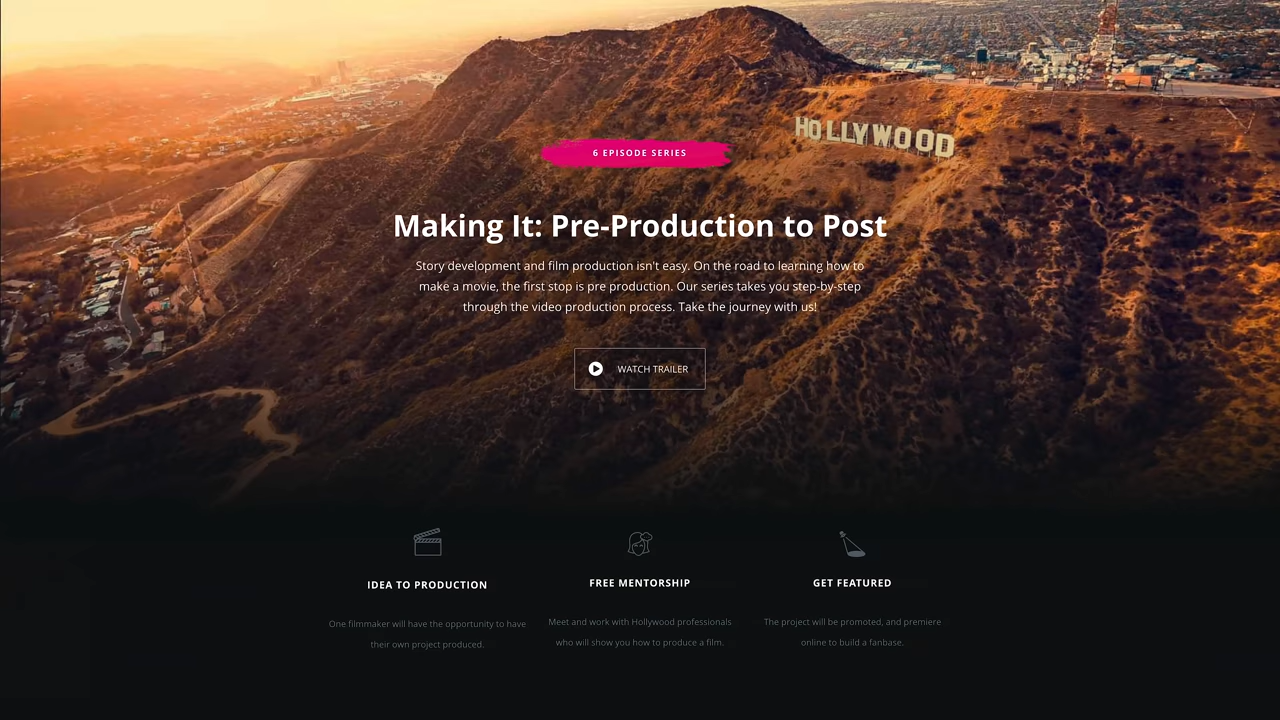 HOLLYWOOD
6 EPISODE SERIES
Making It: Pre-Production to Post
Story development and film production isn't easy. On the road to learning how to
make a movie, the first stop is pre production. Our series takes you step-by-step
through the video production process. Take the journey with us!
WATCH TRAILER
IDEA TO PRODUCTION
One filmmaker will have the opportunity to have
their own project produced.
FREE MENTORSHIP
Meet and work with Hollywood professionals
who will show you how to produce a film.
GET FEATURED
The project will be promoted, and premiere
online to build a fanbase.